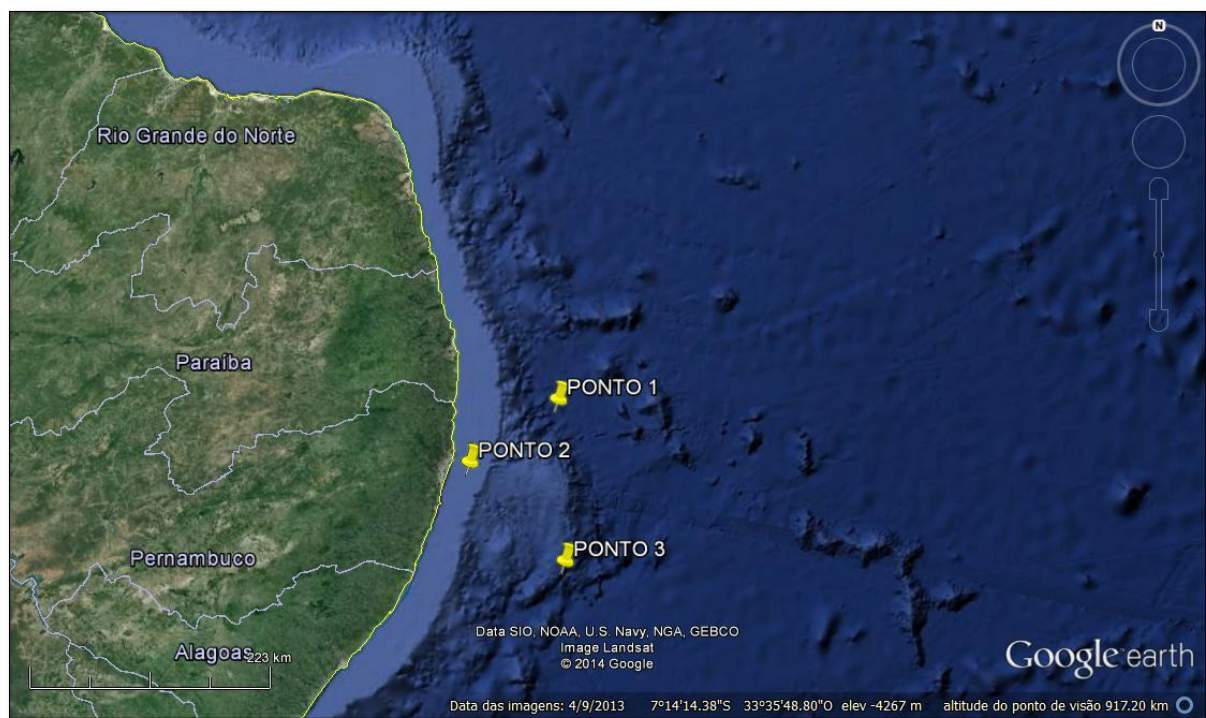 N
Rio Grande do Norte
Paraíba
PONTO 1
PONTO 2
Pernambuco
PONTO 3
Data SIO, NOAA, U.S. Navy, NGA, GEBCO
Image Landsat
© 2014 Google
Alagoas
223 km
Google earth
Data das imagens: 4/9/2013 7°14'14.38"S 33°35'48.80"O elev -4267 m altitude do ponto de visão 917.20 km